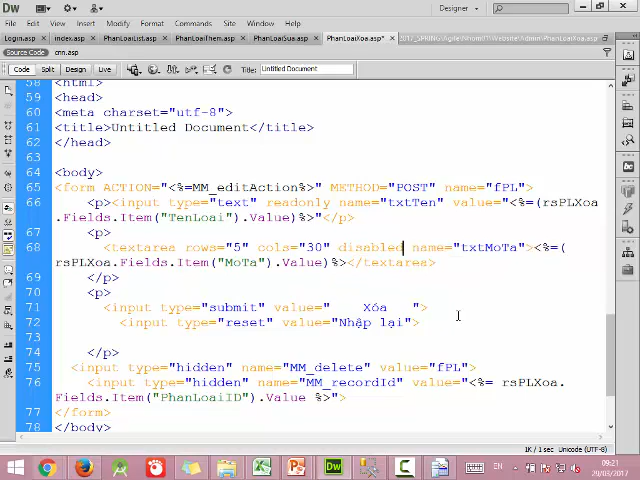 Dw
Designer
File Edit View Insert Modify Format Commands Site Window Help
Login.asp × index.asp × PhanLoaiList.asp × PhanLoaiThem.asp × PhanLoaiSua.asp × PhanLoaiXoa.asp* ×
Source Code cnn.asp
Code Split Design Live Title: Untitled Document
58 <html>
59 <head>
60 <meta charset="utf-8">
61 <title>Untitled Document</title>
62 </head>
63
64 <body>
65 <form ACTION="<%=MM_editAction%>" METHOD="POST" name="fPL">
66 <p><input type="text" readonly name="txtTen" value="<%=(rsPLXoa
.Fields.Item("TenLoai").Value)%>"</p>
67 <p>
68 <textarea rows="5" cols="30" disabled name="txtMoTa"><%=(
rsPLXoa.Fields.Item("MoTa").Value)%></textarea>
69 </p>
70 <p>
71 <input type="submit" value=" Xóa ">
72 <input type="reset" value="Nhập lại">
73
74 </p>
75 <input type="hidden" name="MM_delete" value="fPL">
76 <input type="hidden" name="MM_recordId" value="<%= rsPLXoa.
Fields.Item("PhanLoaiID").Value %>">
77 </form>
78 </body>
1K / 1 sec Unicode (UTF-8)
EN 09:21
29/03/2017